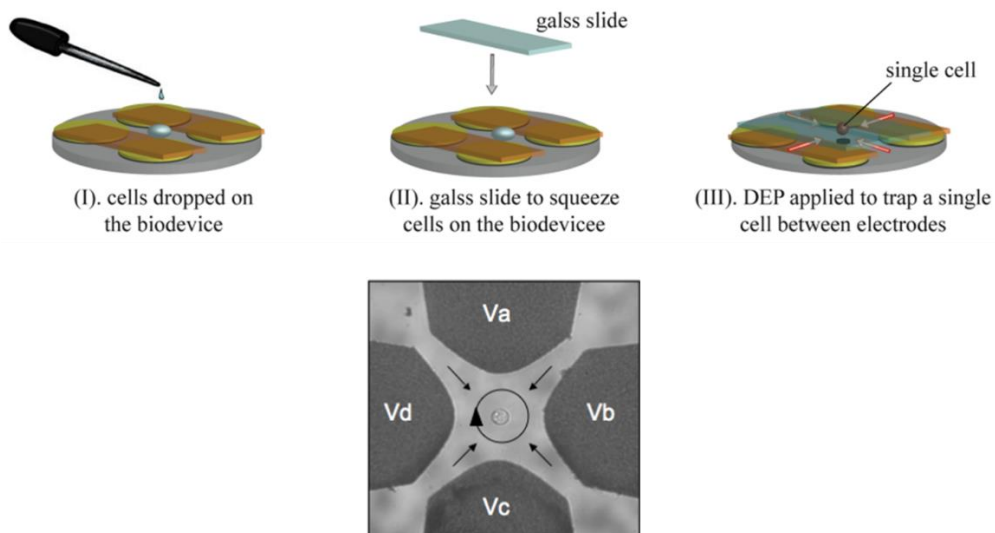 galss slide
single cell
(I). cells dropped on
the biodevice
(II). galss slide to squeeze
cells on the biodevicee
(III). DEP applied to trap a single
cell between electrodes
Va
Vd
Vb
Vc